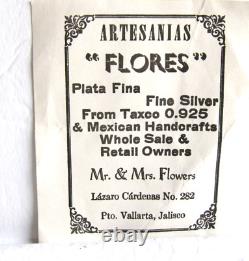 ARTESANIAS
"FLORES"
Plata Fina
Fine Silver
From Taxco 0.925
& Mexican Handcrafts
Whole Sale &
Retail Owners
Mr. & Mrs. Flowers
Lázaro Cárdenas No. 282
Pto. Vallarta, Jalisco
ebay